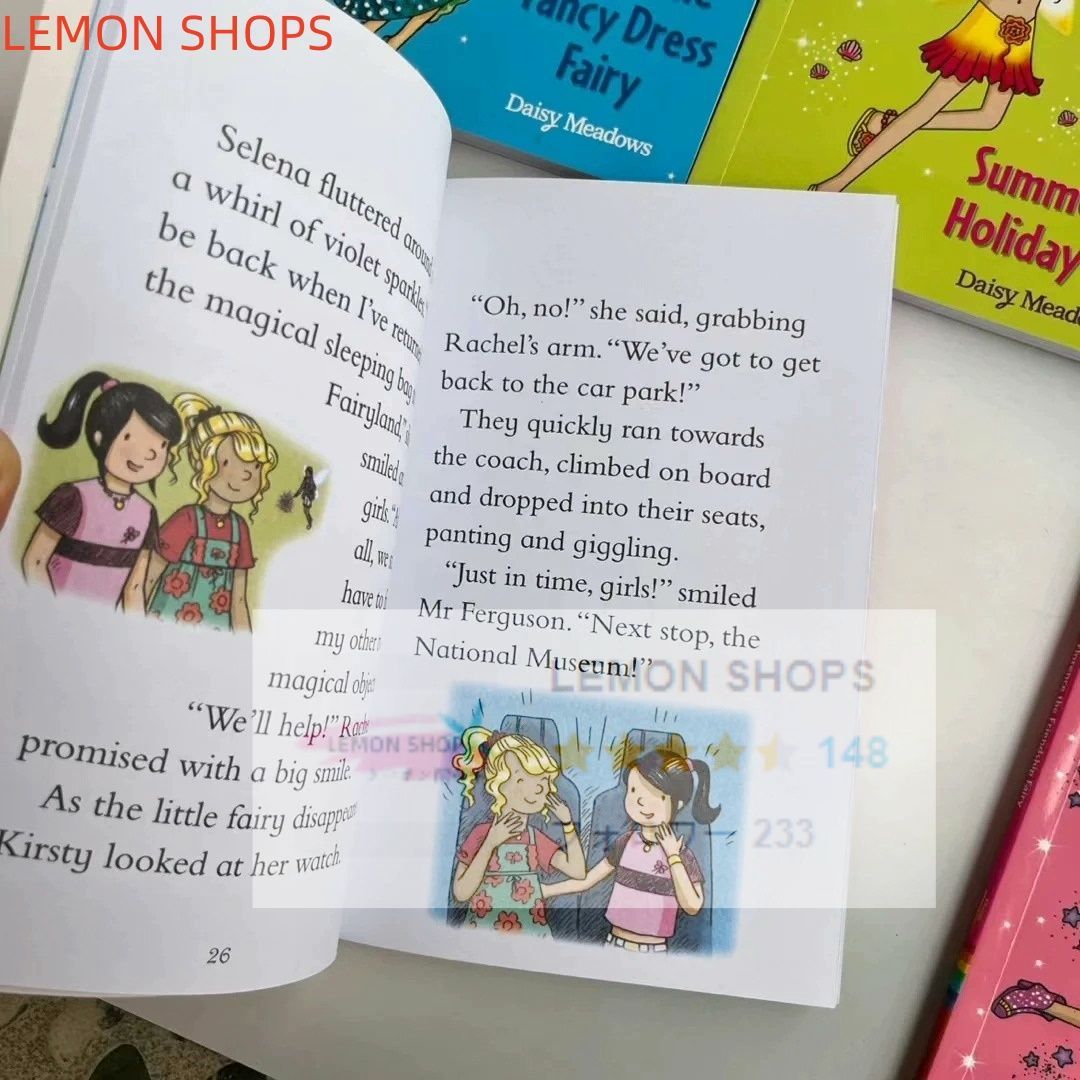 LEMON SHOPS
Fancy Dress
Fairy
Daisy Meadows
Holiday
Daisy
Selena fluttered around
a whirl of violet sparkles.
be back when I've
the magical sleeping bag
Fairyland,"
smiled
girls.
all, we
have to
my other
magical
"We'll help!"
promised with a big smile.
As the little fairy
Kirsty looked at her watch.
26
"Oh, no!" she said, grabbing
Rachel's arm. "We've got to get
back to the car park!"
They quickly ran towards
the coach, climbed on board
and dropped into their seats,
panting and giggling.
"Just in time, girls!" smiled
Mr Ferguson. "Next stop, the
National Museum!"
LEMON SHOPS
LEMON SHOP
148
233
Florence the Friendship Fairy